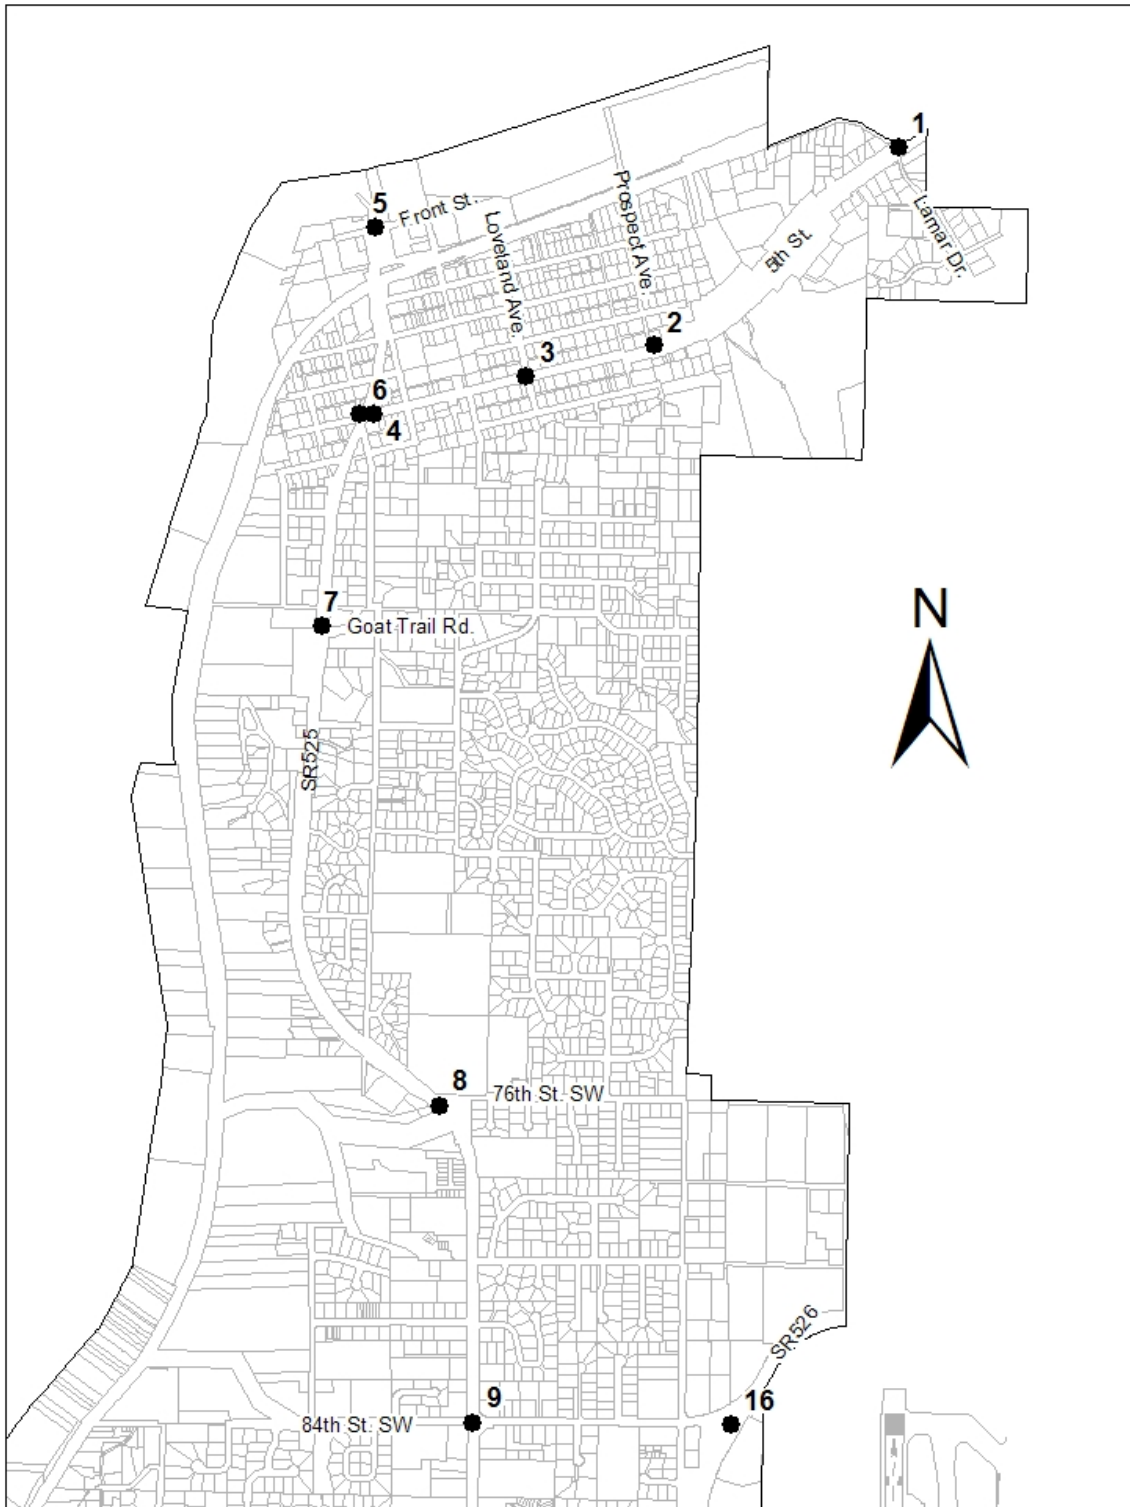 1
5
Front St.
Loveland Ave.
Prospect Ave.
5th St.
Lamar Dr.
2
3
6
4
N
7
Goat Trail Rd.
SR525
8
76th St. SW
SR526
9
84th St. SW
16